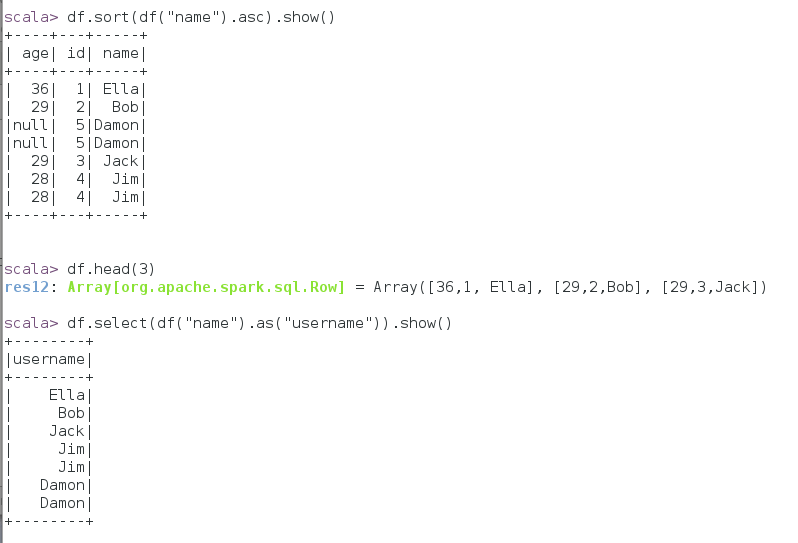 scala> df.sort(df("name").asc).show()
+----+---+-----+
| age| id| name|
+----+---+-----+
|  36|  1| Ella|
|  29|  2|  Bob|
|null|  5|Damon|
|null|  5|Damon|
|  29|  3| Jack|
|  28|  4|  Jim|
|  28|  4|  Jim|
+----+---+-----+
scala> df.head(3)
res12: Array[org.apache.spark.sql.Row] = Array([36,1, Ella], [29,2,Bob], [29,3,Jack])
scala> df.select(df("name").as("username")).show()
+--------+
|username|
+--------+
|    Ella|
|     Bob|
|    Jack|
|     Jim|
|     Jim|
|   Damon|
|   Damon|
+--------+